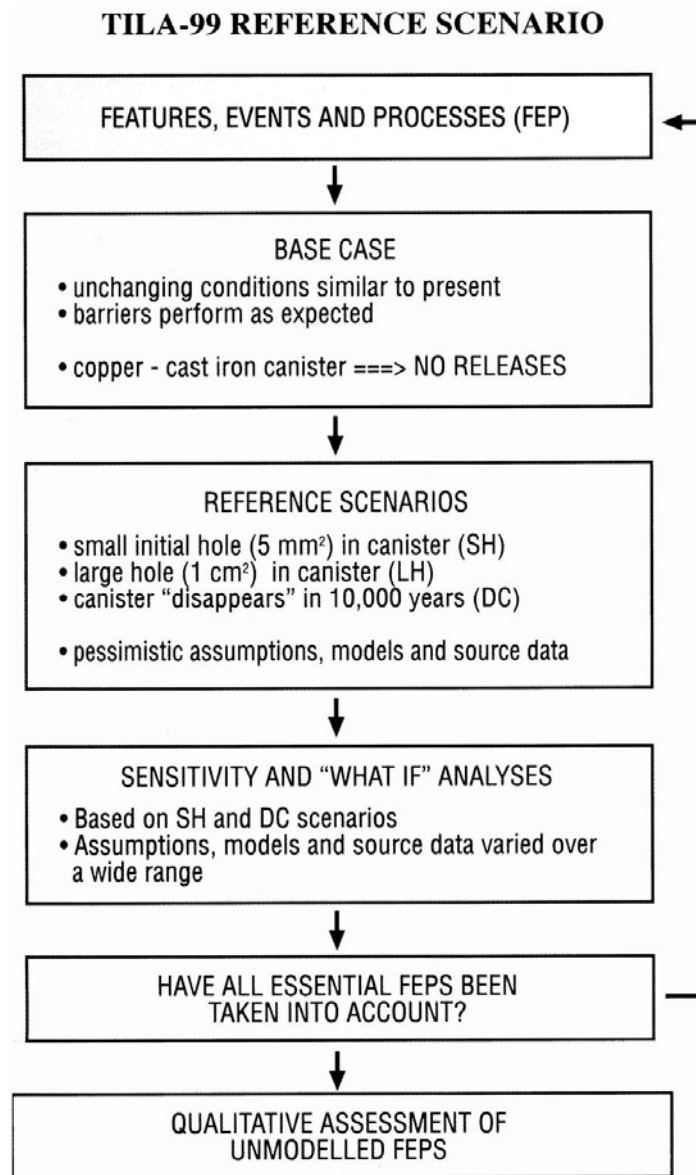 TILA-99 REFERENCE SCENARIO
FEATURES, EVENTS AND PROCESSES (FEP)
BASE CASE
• unchanging conditions similar to present
• barriers perform as expected
• copper - cast iron canister ===> NO RELEASES
REFERENCE SCENARIOS
• small initial hole (5 mm²) in canister (SH)
• large hole (1 cm²) in canister (LH)
• canister “disappears” in 10,000 years (DC)
• pessimistic assumptions, models and source data
SENSITIVITY AND “WHAT IF” ANALYSES
• Based on SH and DC scenarios
• Assumptions, models and source data varied over
a wide range
HAVE ALL ESSENTIAL FEPS BEEN
TAKEN INTO ACCOUNT?
QUALITATIVE ASSESSMENT OF
UNMODELLED FEPS